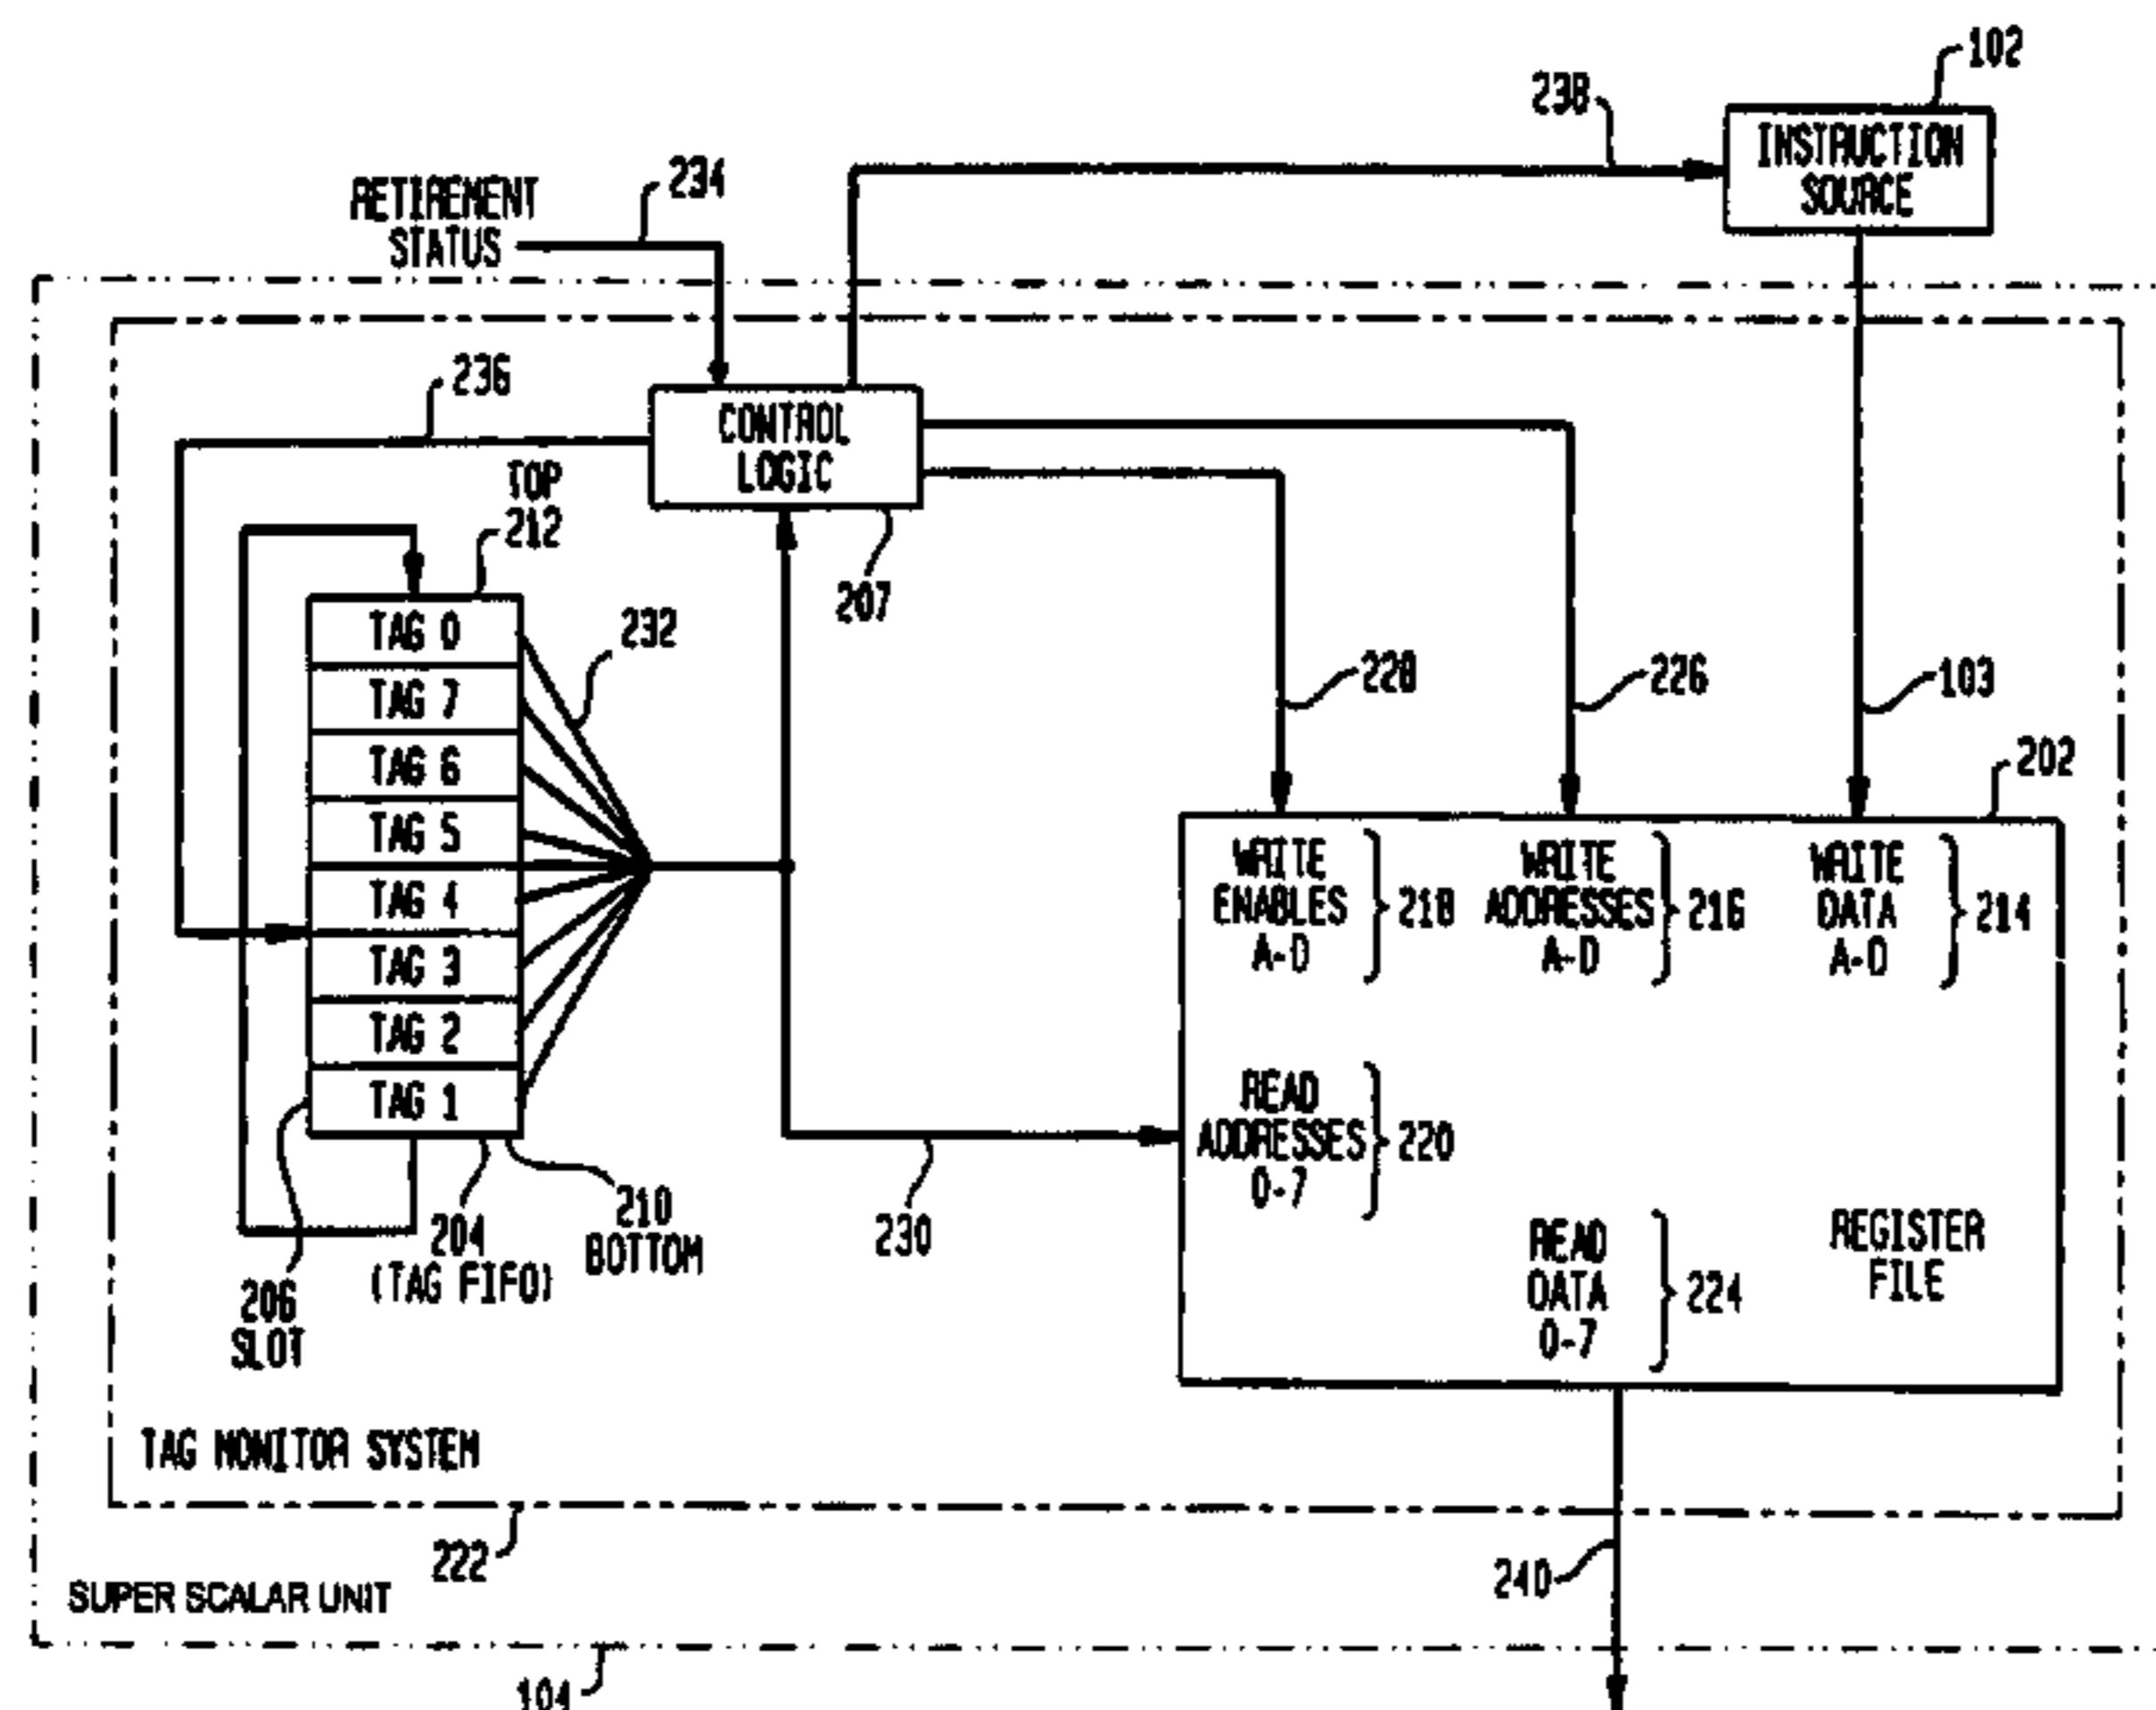 102
238
INSTRUCTION
SOURCE
234
RETIREMENT
STATUS
236
CONTROL
LOGIC
TOP
212
207
232
TAG 0
TAG 7
TAG 6
TAG 5
TAG 4
TAG 3
TAG 2
TAG 1
228
226
103
202
WRITE
ENABLES
A-D
218
WRITE
ADDRESSES
A-D
216
WRITE
DATA
A-D
214
READ
ADDRESSES
0-7
220
READ
DATA
0-7
224
REGISTER
FILE
230
210
BOTTOM
204
(TAG FIFO)
206
SLOT
TAG MONITOR SYSTEM
222
240
SUPER SCALAR UNIT
104